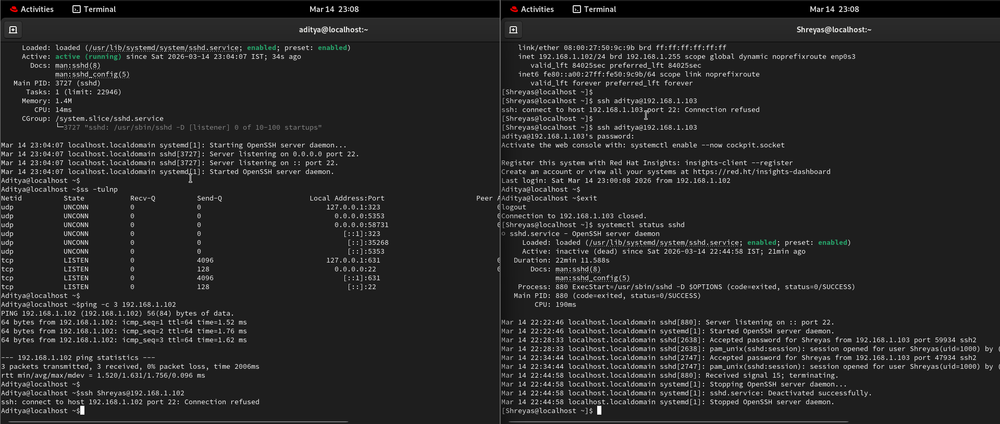 Activities Terminal Mar 14 23:08
aditya@localhost:~
Loaded: loaded (/usr/lib/systemd/system/sshd.service; enabled; preset: enabled)
Active: active (running) since Sat 2026-03-14 23:04:07 IST; 34s ago
Docs: man:sshd(8)
man:sshd_config(5)
Main PID: 3727 (sshd)
Tasks: 1 (limit: 22946)
Memory: 1.4M
CPU: 14ms
CGroup: /system.slice/sshd.service
└─3727 "sshd: /usr/sbin/sshd -D [listener] 0 of 10-100 startups"
Mar 14 23:04:07 localhost.localdomain systemd[1]: Starting OpenSSH server daemon...
Mar 14 23:04:07 localhost.localdomain sshd[3727]: Server listening on 0.0.0.0 port 22.
Mar 14 23:04:07 localhost.localdomain sshd[3727]: Server listening on :: port 22.
Mar 14 23:04:07 localhost.localdomain systemd[1]: Started OpenSSH server daemon.
Aditya@localhost ~$
Aditya@localhost ~$ss -tulnp
Netid State Recv-Q Send-Q Local Address:Port Peer A
udp UNCONN 0 0 127.0.0.1:323 0
udp UNCONN 0 0 0.0.0.0:5353 0
udp UNCONN 0 0 0.0.0.0:58731 0
udp UNCONN 0 0 [::1]:323
udp UNCONN 0 0 [::]:35268
udp UNCONN 0 0 [::]:5353
tcp LISTEN 0 4096 127.0.0.1:631 0
tcp LISTEN 0 128 0.0.0.0:22 0
tcp LISTEN 0 4096 [::1]:631
tcp LISTEN 0 128 [::]:22
Aditya@localhost ~$
Aditya@localhost ~$ping -c 3 192.168.1.102
PING 192.168.1.102 (192.168.1.102) 56(84) bytes of data.
64 bytes from 192.168.1.102: icmp_seq=1 ttl=64 time=1.52 ms
64 bytes from 192.168.1.102: icmp_seq=2 ttl=64 time=1.76 ms
64 bytes from 192.168.1.102: icmp_seq=3 ttl=64 time=1.62 ms
--- 192.168.1.102 ping statistics ---
3 packets transmitted, 3 received, 0% packet loss, time 2006ms
rtt min/avg/max/mdev = 1.520/1.631/1.756/0.096 ms
Aditya@localhost ~$
Aditya@localhost ~$ssh Shreyas@192.168.1.102
ssh: connect to host 192.168.1.102 port 22: Connection refused
Aditya@localhost ~$
Activities Terminal Mar 14 23:08
Shreyas@localhost:~
link/ether 08:00:27:50:9c:9b brd ff:ff:ff:ff:ff:ff
inet 192.168.1.102/24 brd 192.168.1.255 scope global dynamic noprefixroute enp0s3
valid_lft 84025sec preferred_lft 84025sec
inet6 fe80::a00:27ff:fe50:9c9b/64 scope link noprefixroute
valid_lft forever preferred_lft forever
[Shreyas@localhost ~]$
[Shreyas@localhost ~]$ ssh aditya@192.168.1.103
ssh: connect to host 192.168.1.103 port 22: Connection refused
[Shreyas@localhost ~]$
[Shreyas@localhost ~]$ ssh aditya@192.168.1.103
aditya@192.168.1.103's password:
Activate the web console with: systemctl enable --now cockpit.socket
Register this system with Red Hat Insights: insights-client --register
Create an account or view all your systems at https://red.ht/insights-dashboard
Last login: Sat Mar 14 23:00:08 2026 from 192.168.1.102
Aditya@localhost ~$
Aditya@localhost ~$exit
logout
Connection to 192.168.1.103 closed.
[Shreyas@localhost ~]$ systemctl status sshd
○ sshd.service - OpenSSH server daemon
Loaded: loaded (/usr/lib/systemd/system/sshd.service; enabled; preset: enabled)
Active: inactive (dead) since Sat 2026-03-14 22:44:58 IST; 21min ago
Duration: 22min 11.588s
Docs: man:sshd(8)
man:sshd_config(5)
Process: 880 ExecStart=/usr/sbin/sshd -D $OPTIONS (code=exited, status=0/SUCCESS)
Main PID: 880 (code=exited, status=0/SUCCESS)
CPU: 190ms
Mar 14 22:22:46 localhost.localdomain sshd[880]: Server listening on :: port 22.
Mar 14 22:22:46 localhost.localdomain systemd[1]: Started OpenSSH server daemon.
Mar 14 22:28:33 localhost.localdomain sshd[2638]: Accepted password for Shreyas from 192.168.1.103 port 59934 ssh2
Mar 14 22:28:33 localhost.localdomain sshd[2638]: pam_unix(sshd:session): session opened for user Shreyas(uid=1000) by (
Mar 14 22:34:44 localhost.localdomain sshd[2747]: Accepted password for Shreyas from 192.168.1.103 port 47934 ssh2
Mar 14 22:34:44 localhost.localdomain sshd[2747]: pam_unix(sshd:session): session opened for user Shreyas(uid=1000) by (
Mar 14 22:44:58 localhost.localdomain sshd[880]: Received signal 15; terminating.
Mar 14 22:44:58 localhost.localdomain systemd[1]: Stopping OpenSSH server daemon...
Mar 14 22:44:58 localhost.localdomain systemd[1]: sshd.service: Deactivated successfully.
Mar 14 22:44:58 localhost.localdomain systemd[1]: Stopped OpenSSH server daemon.
[Shreyas@localhost ~]$